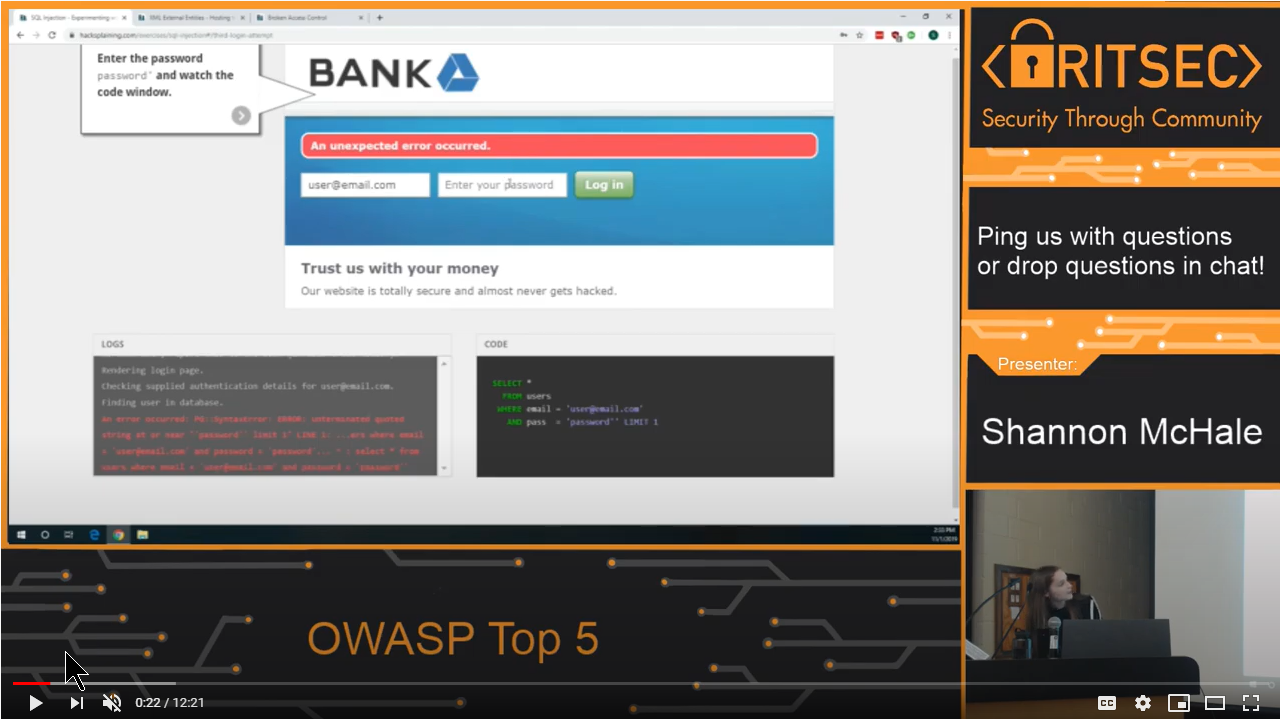 SQL Injection - Experimenting w
XML External Entities - Hosting
Broken Access Control
hacksplaining.com/exercises/sql-injection#/third-login-attempt
Enter the password
password' and watch the
code window.
BANK
An unexpected error occurred.
user@email.com
Enter your password
Log in
Trust us with your money
Our website is totally secure and almost never gets hacked.
LOGS
Rendering login page.
Checking supplied authentication details for user@email.com.
Finding user in database.
An error occurred: PG::SyntaxError: ERROR: unterminated quoted
string at or near "'password'' limit 1" LINE 1: ...ers where email
= 'user@email.com' and password = 'password'... ^ : select * from
users where email = 'user@email.com' and password = 'password''
CODE
SELECT *
FROM users
WHERE email = 'user@email.com'
AND pass = 'password'' LIMIT 1
RITSEC
Security Through Community
Ping us with questions
or drop questions in chat!
Presenter:
Shannon McHale
OWASP Top 5
0:22 / 12:21
CC